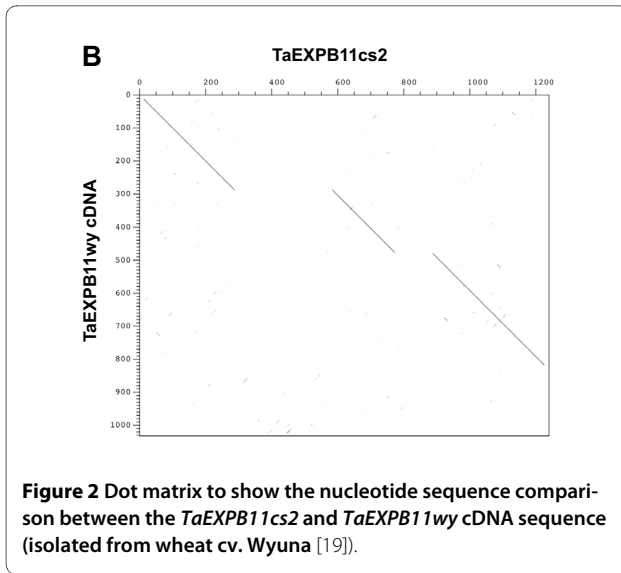 B
TaEXPB11cs2
0 200 400 600 800 1000 1200
TaEXPB11wy cDNA
0
100
200
300
400
500
600
700
800
900
1000
Figure 2 Dot matrix to show the nucleotide sequence compari-
son between the TaEXPB11cs2 and TaEXPB11wy cDNA sequence
(isolated from wheat cv. Wyuna [19]).